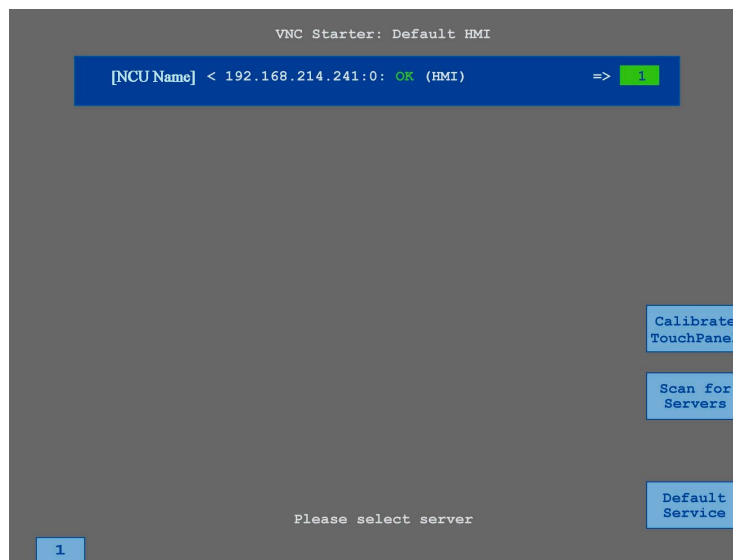 VNC Starter: Default HMI
[NCU Name] < 192.168.214.241:0: OK (HMI) => 1
Calibrate
TouchPane
Scan for
Servers
Default
Service
Please select server
1